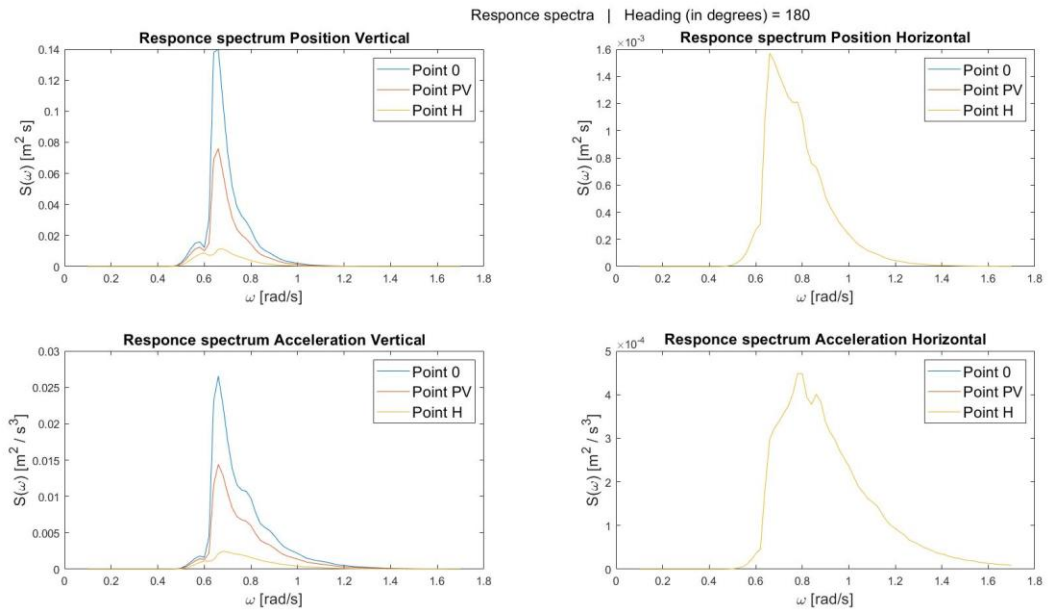 Responce spectra | Heading (in degrees) = 180
Responce spectrum Position Vertical
0.14
0.12
0.1
0.08
0.06
0.04
0.02
0
S(ω) [m² s]
Point 0
Point PV
Point H
0 0.2 0.4 0.6 0.8 1 1.2 1.4 1.6 1.8
ω [rad/s]
Responce spectrum Position Horizontal
×10⁻³
1.6
1.4
1.2
1
0.8
0.6
0.4
0.2
0
S(ω) [m² s]
Point 0
Point PV
Point H
0 0.2 0.4 0.6 0.8 1 1.2 1.4 1.6 1.8
ω [rad/s]
Responce spectrum Acceleration Vertical
0.03
0.025
0.02
0.015
0.01
0.005
0
S(ω) [m² / s³]
Point 0
Point PV
Point H
0 0.2 0.4 0.6 0.8 1 1.2 1.4 1.6 1.8
ω [rad/s]
Responce spectrum Acceleration Horizontal
×10⁻⁴
5
4
3
2
1
0
S(ω) [m² / s³]
Point 0
Point PV
Point H
0 0.2 0.4 0.6 0.8 1 1.2 1.4 1.6 1.8
ω [rad/s]